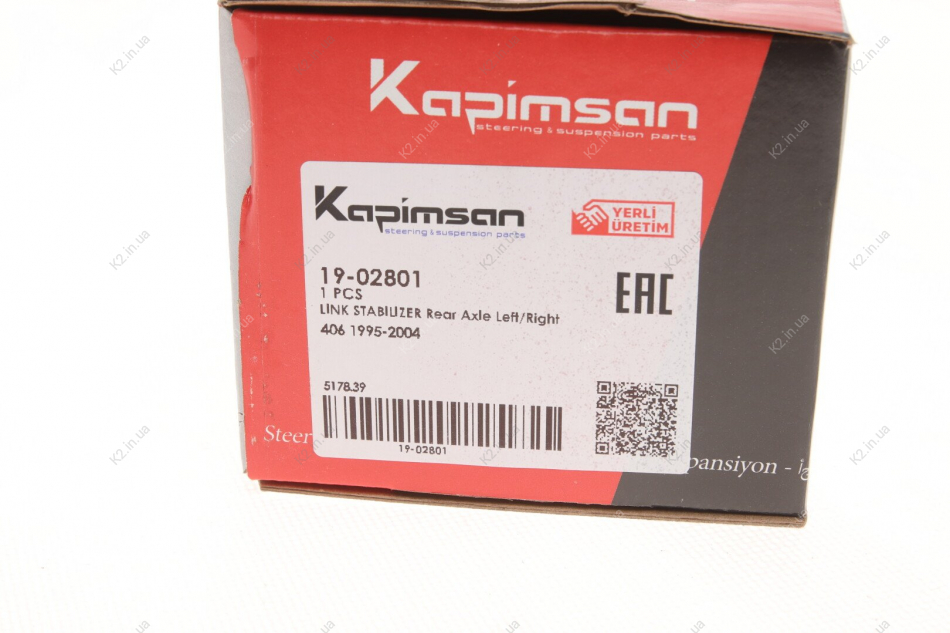 Kapimsan
steering & suspension parts
Kapimsan
steering & suspension parts
YERLİ
ÜRETİM
19-02801
1 PCS
EAC
LINK STABILIZER Rear Axle Left/Right
406 1995-2004
5178.39
19-02801
Steer
pansiyon -
K2.in.ua